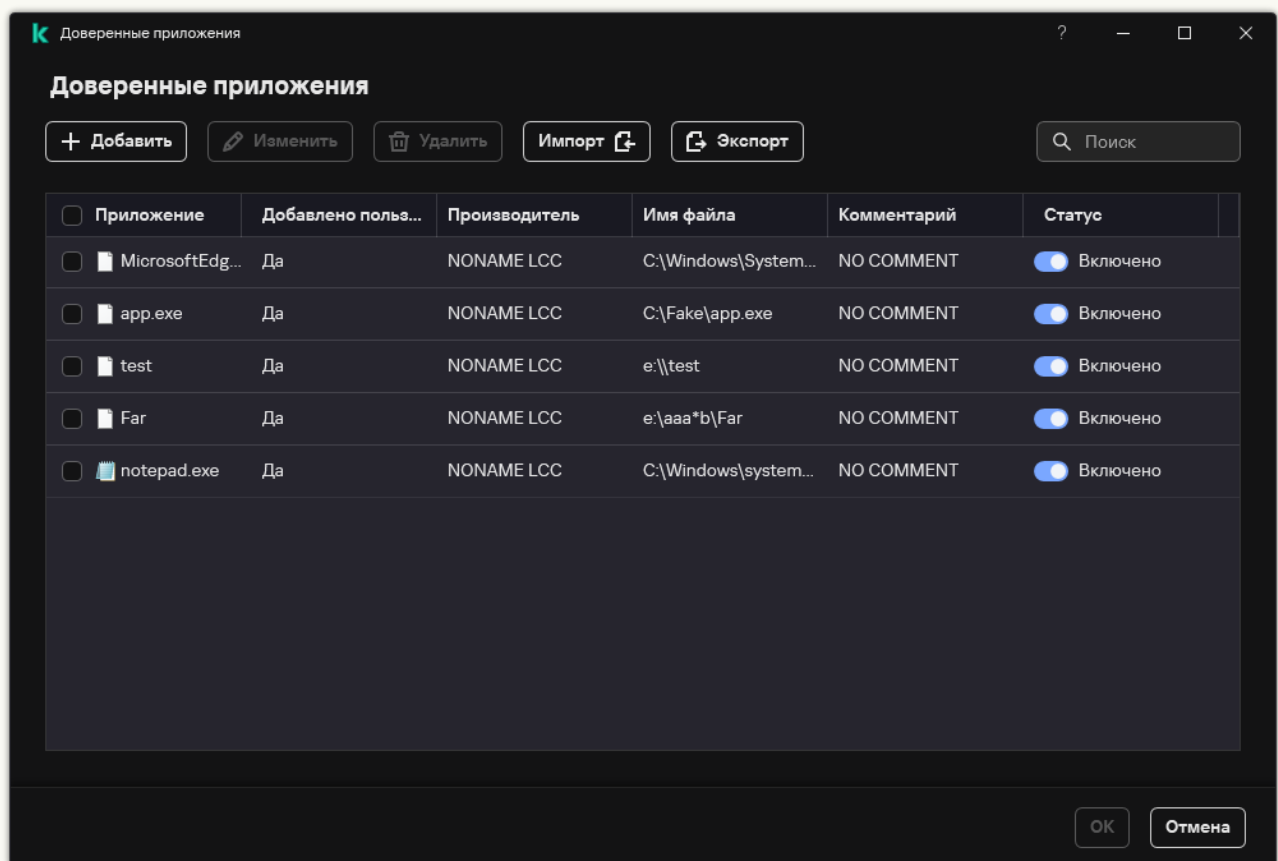 Доверенные приложения
Доверенные приложения
Добавить Изменить Удалить Импорт Экспорт Поиск
Приложение Добавлено польз... Производитель Имя файла Комментарий Статус
MicrosoftEdg... Да NONAME LCC C:\Windows\System... NO COMMENT Включено
app.exe Да NONAME LCC C:\Fake\app.exe NO COMMENT Включено
test Да NONAME LCC e:\\test NO COMMENT Включено
Far Да NONAME LCC e:\aaa*b\Far NO COMMENT Включено
notepad.exe Да NONAME LCC C:\Windows\system... NO COMMENT Включено
ОК Отмена